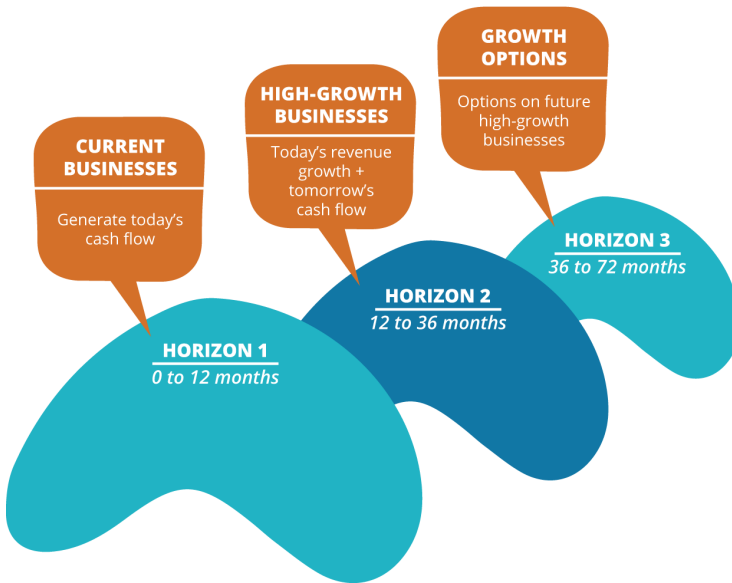 CURRENT
BUSINESSES
Generate today's
cash flow
HORIZON 1
0 to 12 months
HIGH-GROWTH
BUSINESSES
Today's revenue
growth +
tomorrow's
cash flow
HORIZON 2
12 to 36 months
GROWTH
OPTIONS
Options on future
high-growth
businesses
HORIZON 3
36 to 72 months